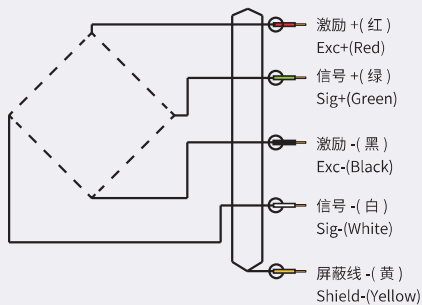 激励 +( 红 )
Exc+(Red)
信号 +( 绿 )
Sig+(Green)
激励 -( 黑 )
Exc-(Black)
信号 -( 白 )
Sig-(White)
屏蔽线 -( 黄 )
Shield-(Yellow)